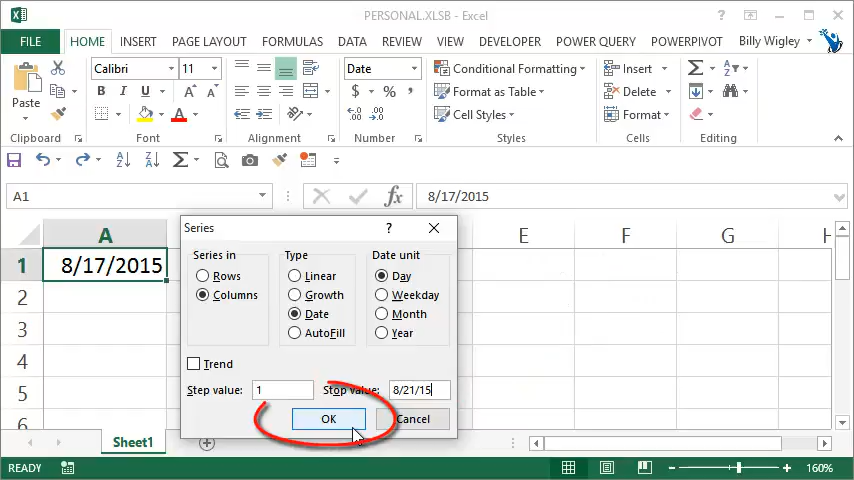 PERSONAL.XLSB - Excel
FILE HOME INSERT PAGE LAYOUT FORMULAS DATA REVIEW VIEW DEVELOPER POWER QUERY POWERPIVOT Billy Wigley
Paste
Calibri 11
B I U
A A
A
Date
$ % ,
Conditional Formatting
Format as Table
Cell Styles
Insert
Delete
Format
Clipboard Font Alignment Number Styles Cells Editing
A1 fx 8/17/2015
A E F G H
1 8/17/2015
2
3
4
5
6
Series ?
Series in
Rows
Columns
Type
Linear
Growth
Date
AutoFill
Date unit
Day
Weekday
Month
Year
Trend
Step value: 1 Stop value: 8/21/15
OK Cancel
Sheet1
READY 160%